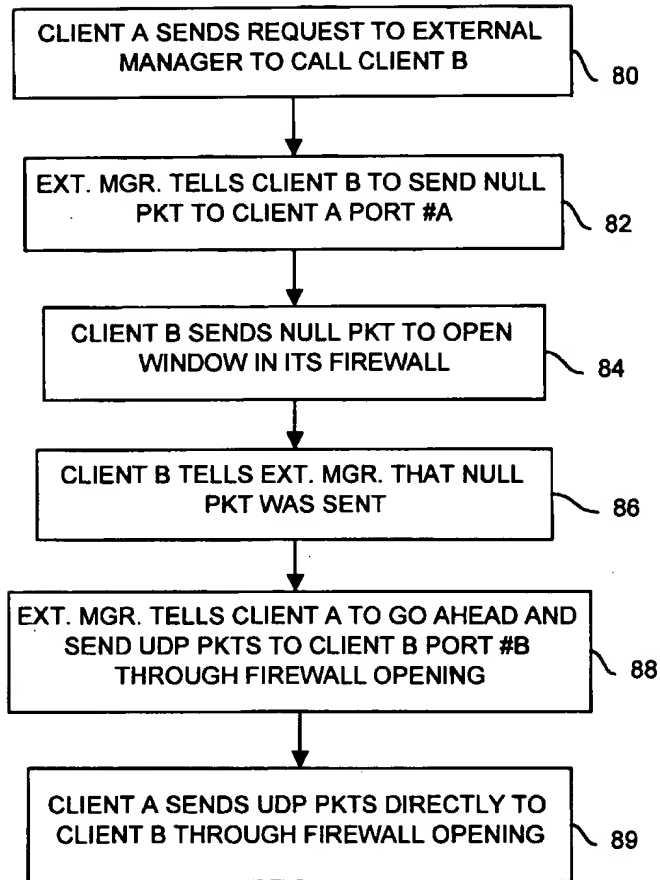 CLIENT A SENDS REQUEST TO EXTERNAL
MANAGER TO CALL CLIENT B
80
EXT. MGR. TELLS CLIENT B TO SEND NULL
PKT TO CLIENT A PORT #A
82
CLIENT B SENDS NULL PKT TO OPEN
WINDOW IN ITS FIREWALL
84
CLIENT B TELLS EXT. MGR. THAT NULL
PKT WAS SENT
86
EXT. MGR. TELLS CLIENT A TO GO AHEAD AND
SEND UDP PKTS TO CLIENT B PORT #B
THROUGH FIREWALL OPENING
88
CLIENT A SENDS UDP PKTS DIRECTLY TO
CLIENT B THROUGH FIREWALL OPENING
89